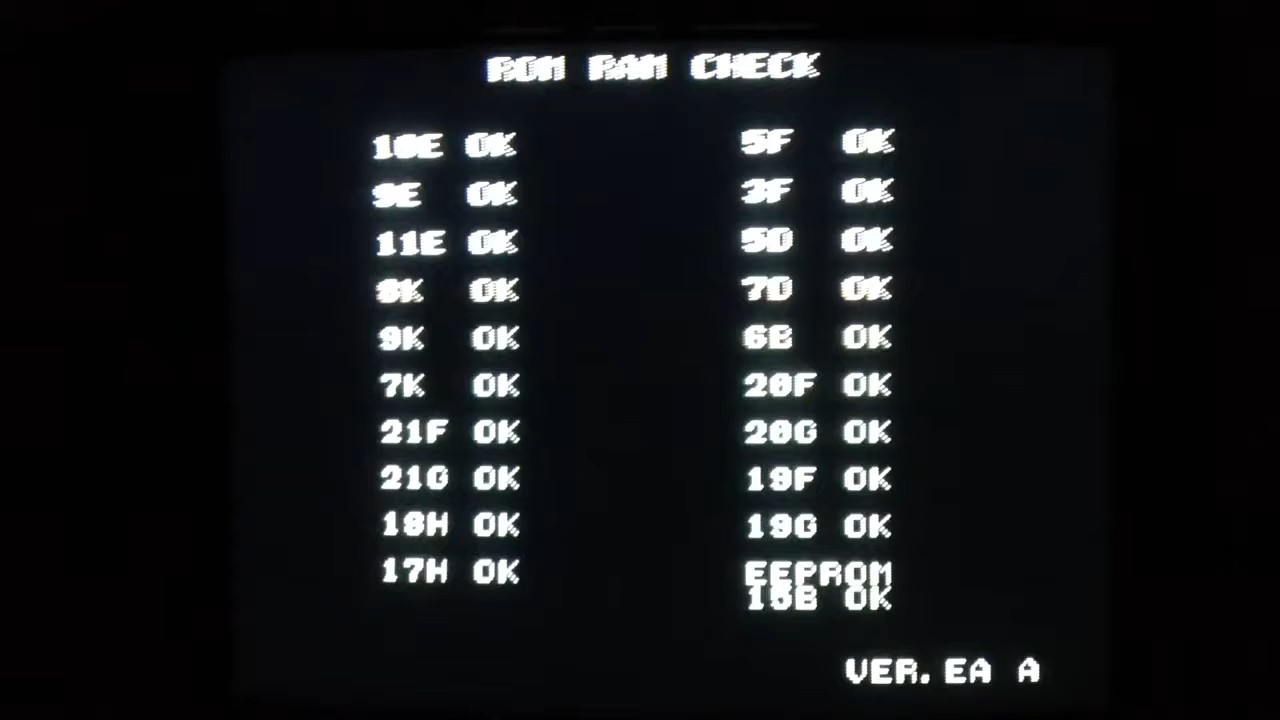 ROM RAM CHECK
10E OK
9E OK
11E OK
8K OK
9K OK
7K OK
21F OK
21G OK
18H OK
17H OK
5F OK
3F OK
5D OK
7D OK
6B OK
20F OK
20G OK
19F OK
19G OK
EEPROM
15B OK
VER.EA A